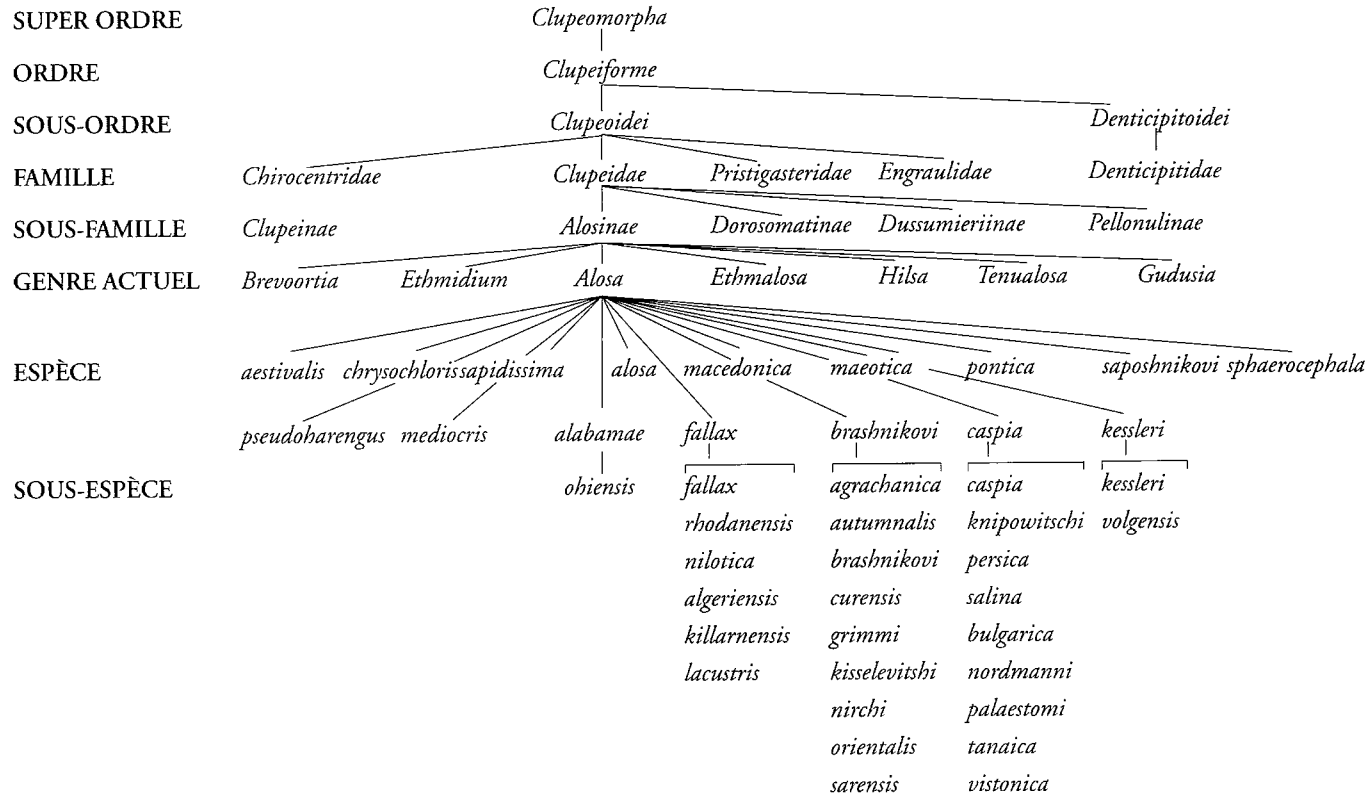 SUPER ORDRE Clupeomorpha
ORDRE Clupeiforme
SOUS-ORDRE Clupeoidei Denticipitoidei
FAMILLE Chirocentridae Clupeidae Pristigasteridae Engraulidae Denticipitidae
SOUS-FAMILLE Clupeinae Alosinae Dorosomatinae Dussumieriinae Pellonulinae
GENRE ACTUEL Brevoortia Ethmidium Alosa Ethmalosa Hilsa Tenualosa Gudusia
ESPÈCE aestivalis chrysochloris sapidissima alosa macedonica maeotica pontica saposhnikovi sphaerocephala
pseudoharengus mediocris alabamae fallax brashnikovi caspia kessleri
SOUS-ESPÈCE ohiensis fallax agrachanica caspia kessleri
rhodanensis autumnalis knipowitschi volgensis
nilotica brashnikovi persica
algeriensis curensis salina
killarnensis grimmi bulgarica
lacustris kisselevitshi nordmanni
nirchi palaestomi
orientalis tanaica
sarensis vistonica